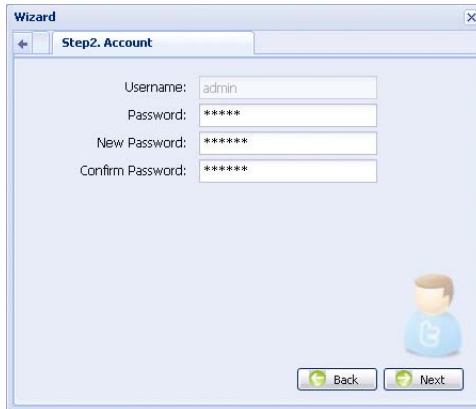 Wizard
Step2. Account
Username: admin
Password: *****
New Password: ******
Confirm Password: ******
Back Next